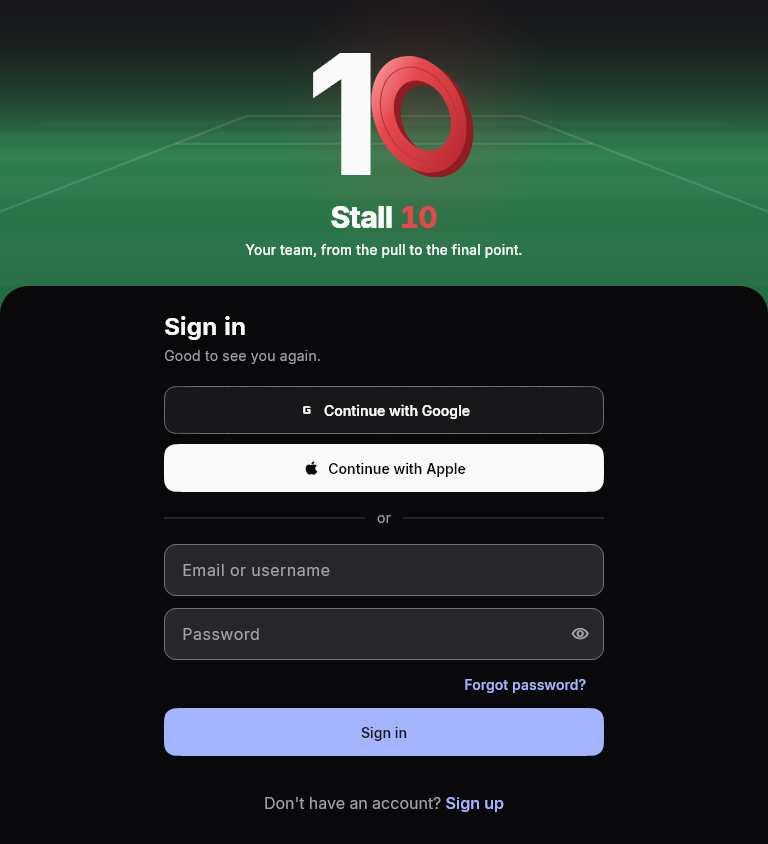 10
Stall 10
Your team, from the pull to the final point.
Sign in
Good to see you again.
G Continue with Google
Continue with Apple
or
Email or username
Password
Forgot password?
Sign in
Don't have an account? Sign up